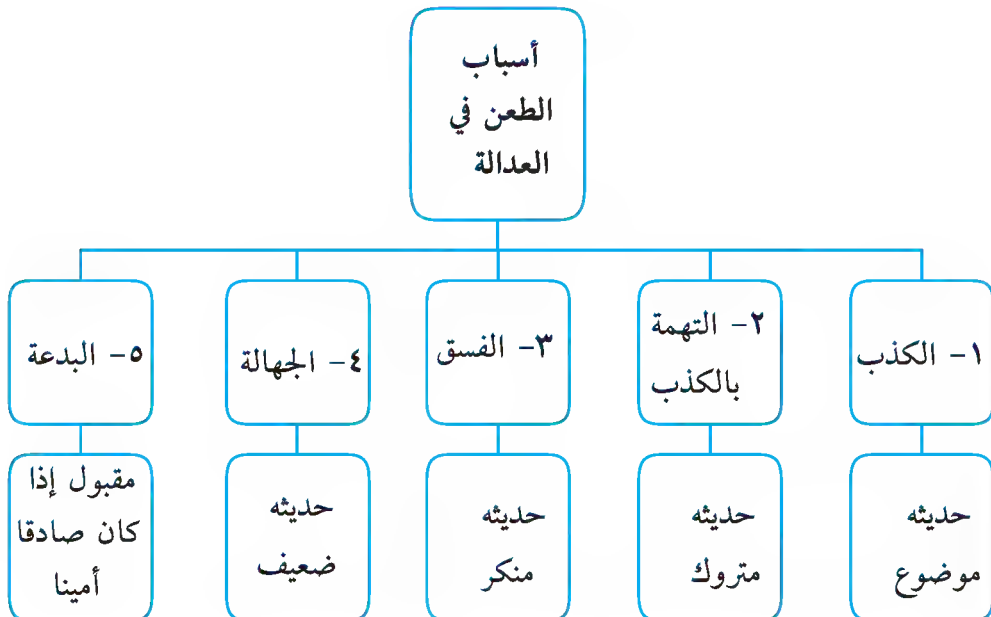 أسباب
الطعن في
العدالة
١- الكذب
٢- التهمة
بالكذب
٣- الفسق
٤- الجهالة
٥- البدعة
حديثه
موضوع
حديثه
متروك
حديثه
منكر
حديثه
ضعيف
مقبول إذا
كان صادقا
أمينا